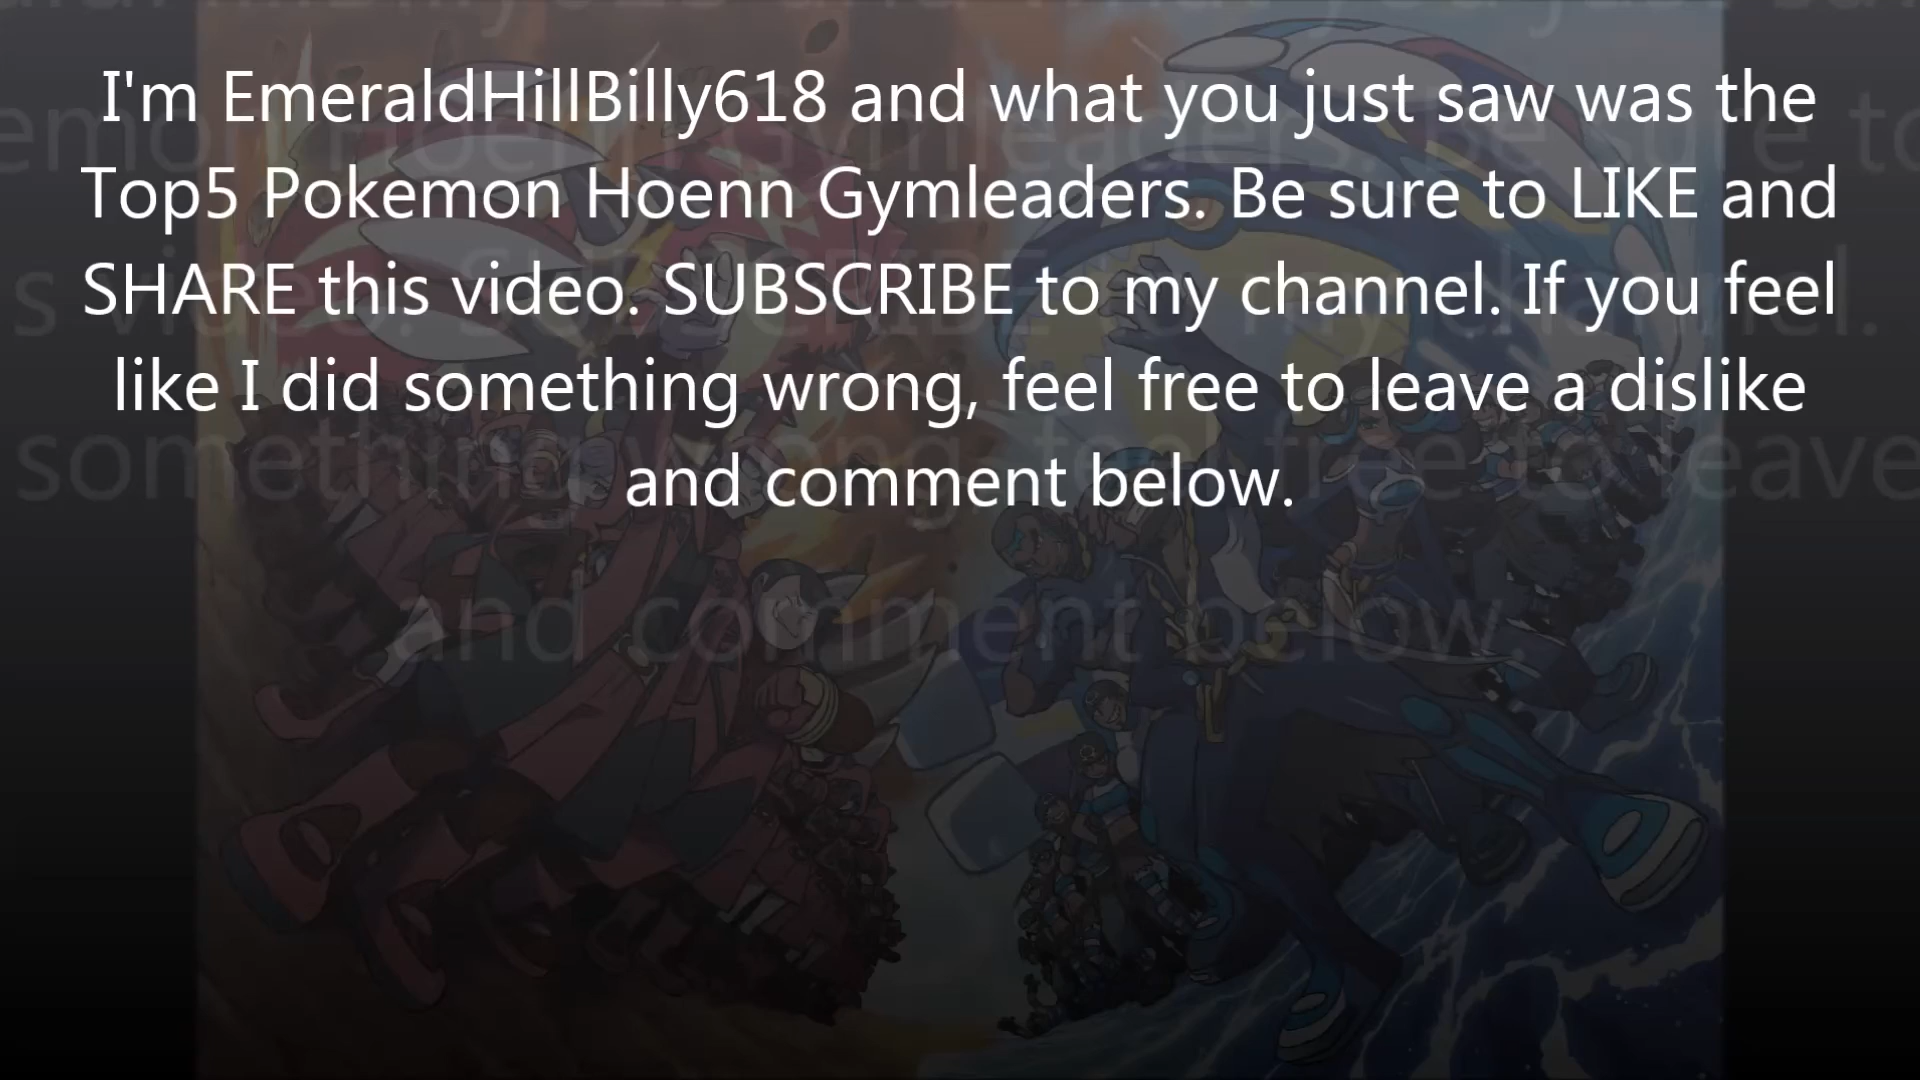 I'm EmeraldHillBilly618 and what you just saw was the
Top5 Pokemon Hoenn Gymleaders. Be sure to LIKE and
SHARE this video. SUBSCRIBE to my channel. If you feel
like I did something wrong, feel free to leave a dislike
and comment below.